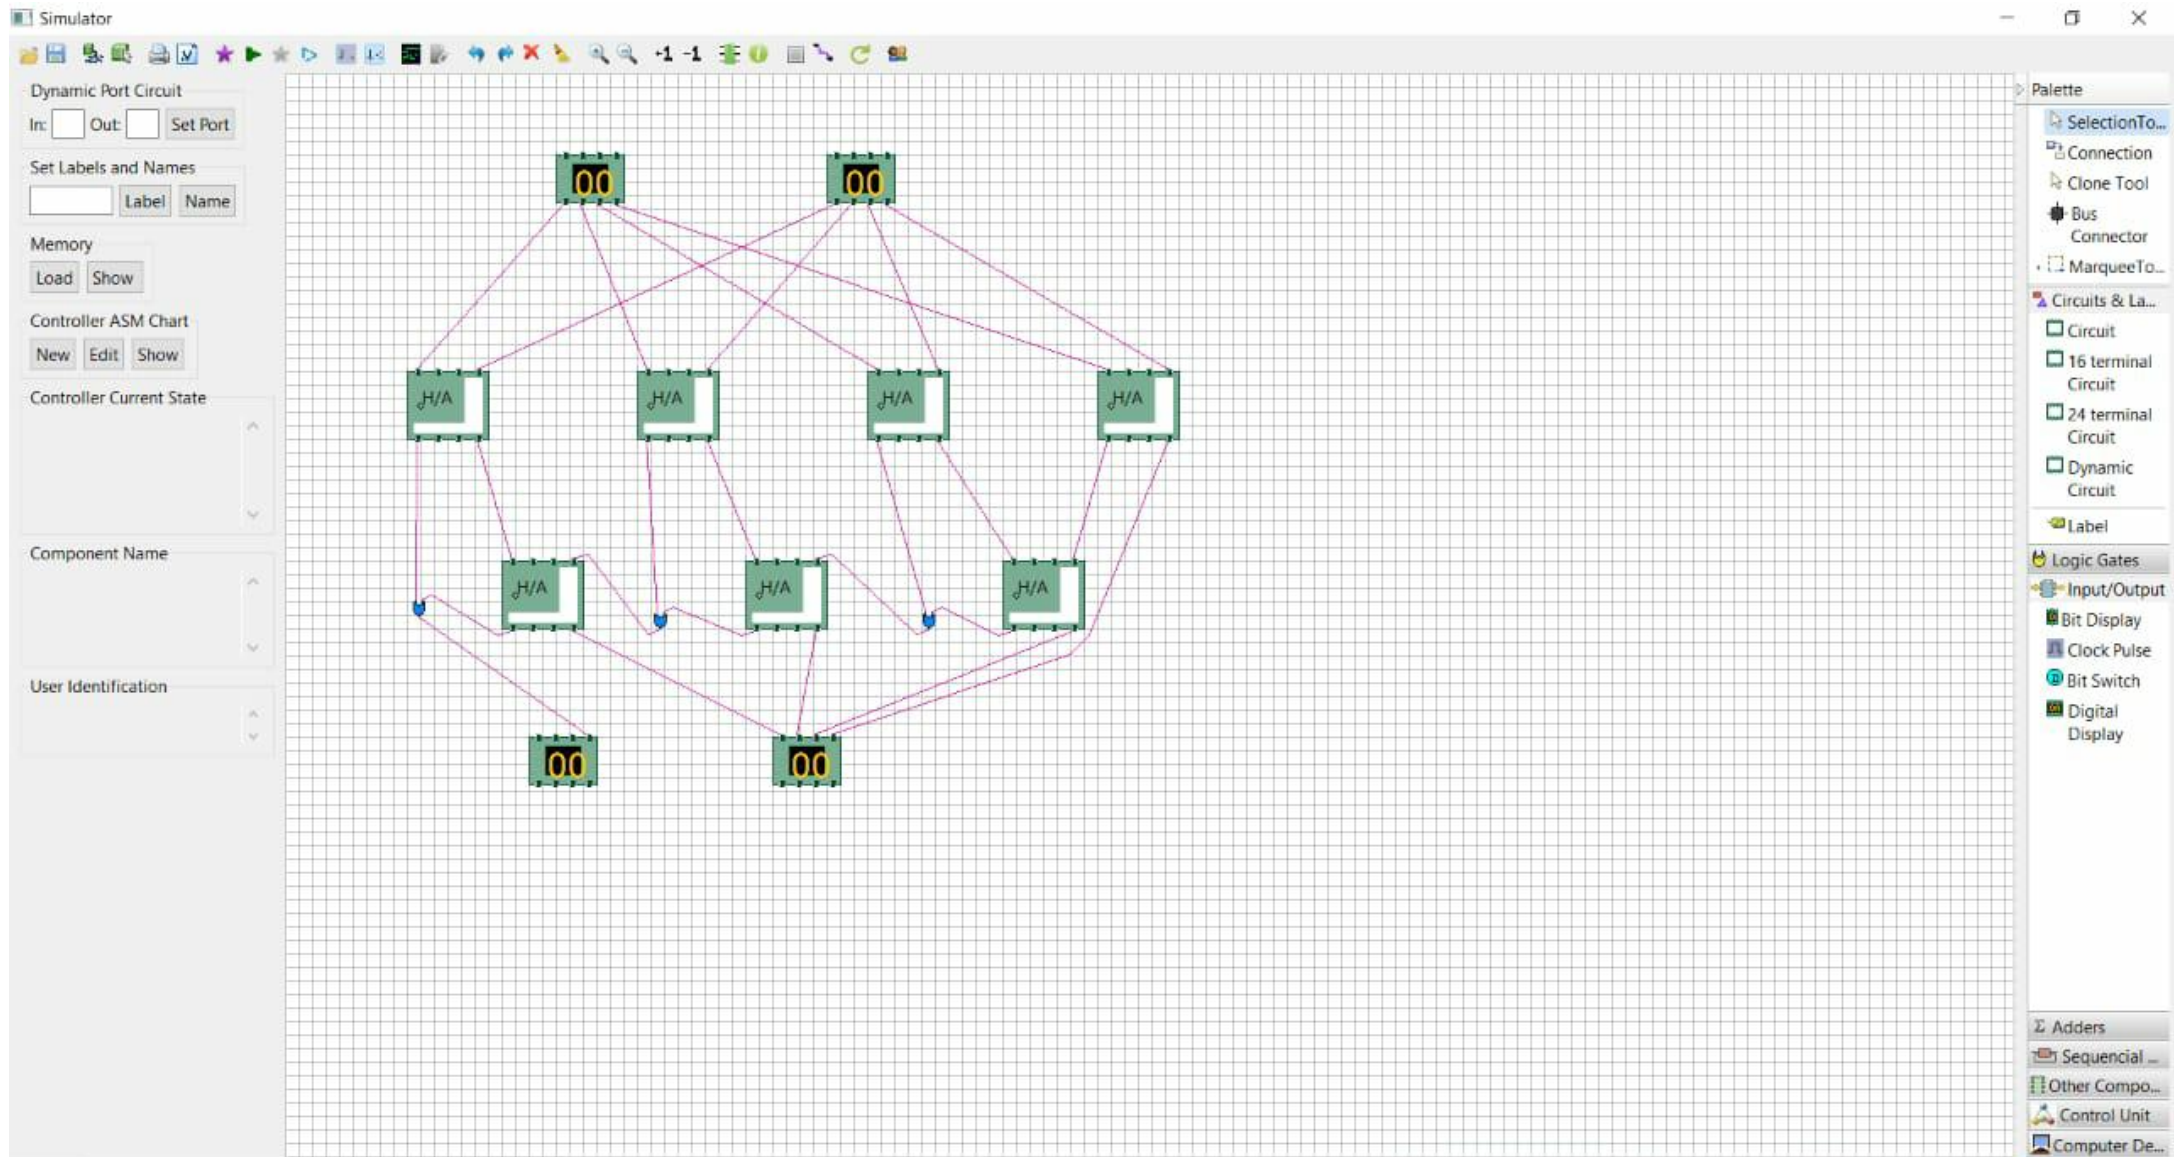 Simulator
+1 -1
Dynamic Port Circuit
In: Out: Set Port
Set Labels and Names
Label Name
Memory
Load Show
Controller ASM Chart
New Edit Show
Controller Current State
Component Name
User Identification
00 00
H/A H/A H/A H/A
H/A H/A H/A
00 00
Palette
SelectionTo...
Connection
Clone Tool
Bus
Connector
MarqueeTo...
Circuits & La...
Circuit
16 terminal
Circuit
24 terminal
Circuit
Dynamic
Circuit
Label
Logic Gates
Input/Output
Bit Display
Clock Pulse
Bit Switch
Digital
Display
Σ Adders
Sequencial ...
Other Compo...
Control Unit
Computer De...